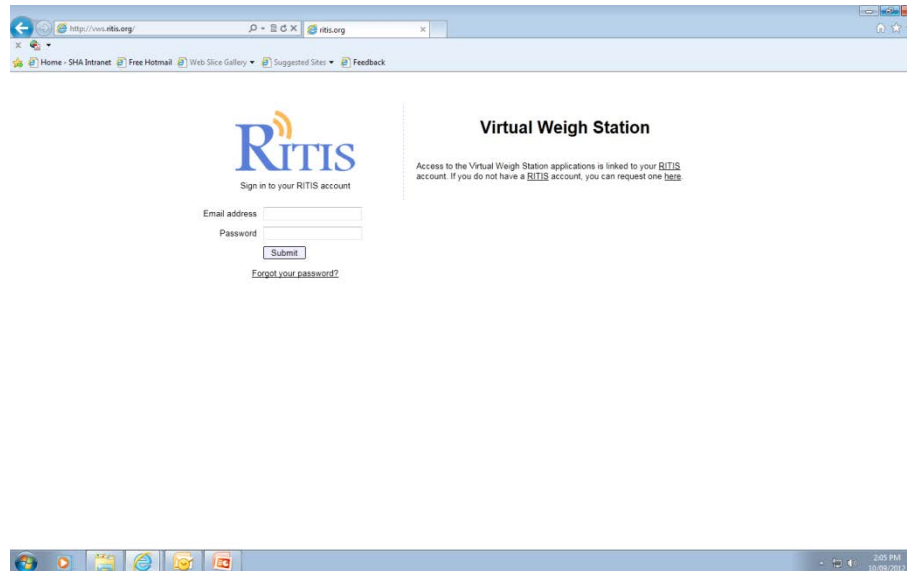 http://vws.ritis.org/
ritis.org
Home - SHA Intranet Free Hotmail Web Slice Gallery Suggested Sites Feedback
RITIS
Sign in to your RITIS account
Email address
Password
Submit
Forgot your password?
Virtual Weigh Station
Access to the Virtual Weigh Station applications is linked to your RITIS
account. If you do not have a RITIS account, you can request one here.
2:05 PM
10/09/2012